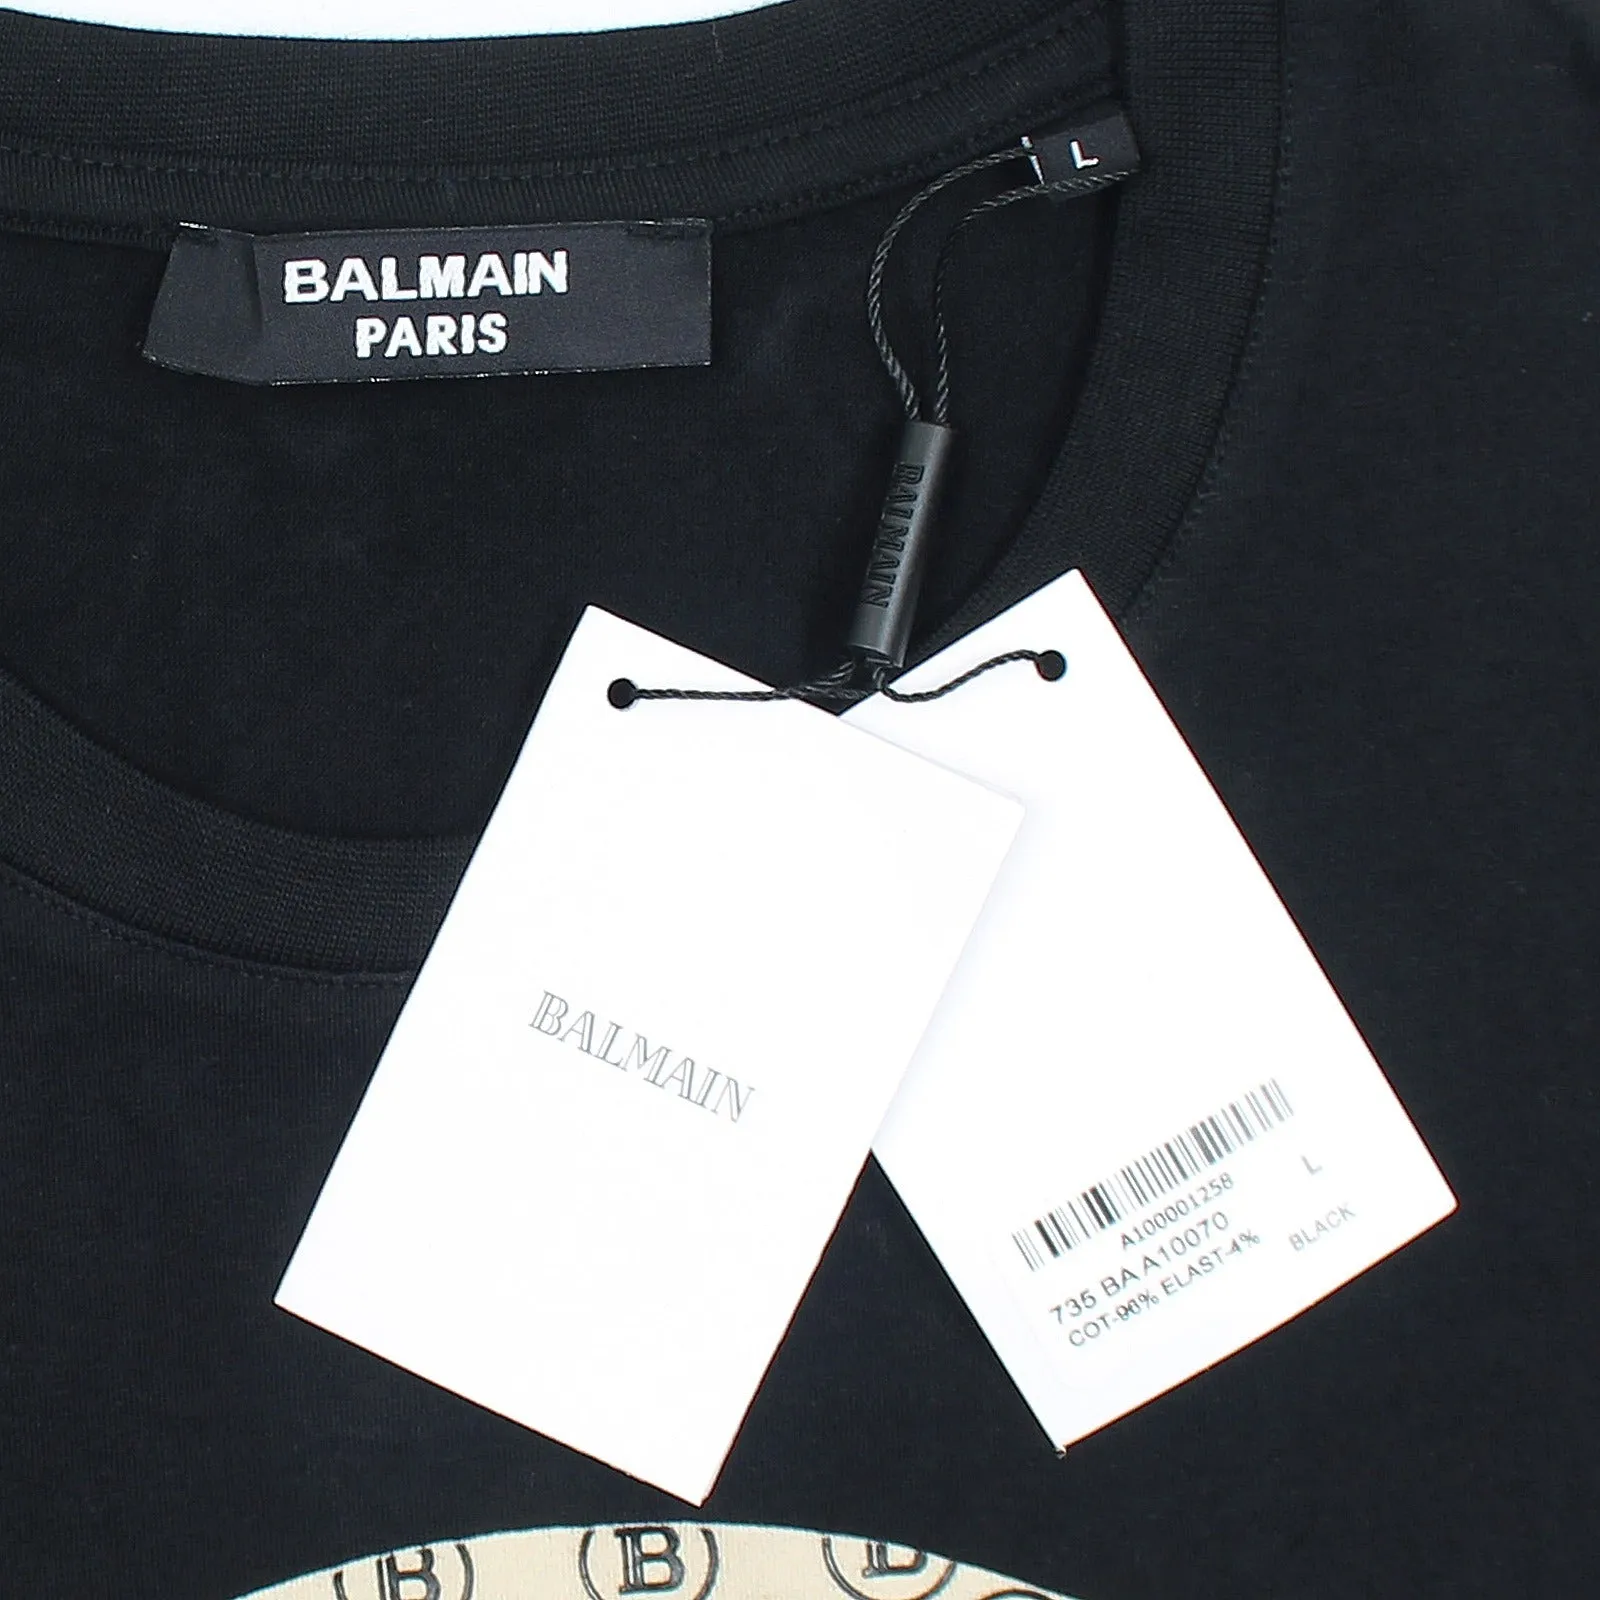 BALMAIN
PARIS
L
BALMAIN
BALMAIN
A100001258
L
735 BA A10070
COT-96% ELAST-4%
BLACK
B
B
B